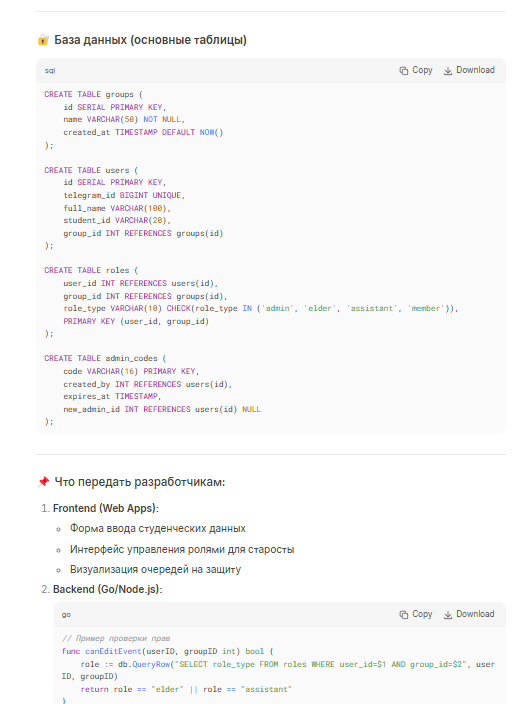 🔐 База данных (основные таблицы)
sql Copy Download
CREATE TABLE groups (
    id SERIAL PRIMARY KEY,
    name VARCHAR(50) NOT NULL,
    created_at TIMESTAMP DEFAULT NOW()
);

CREATE TABLE users (
    id SERIAL PRIMARY KEY,
    telegram_id BIGINT UNIQUE,
    full_name VARCHAR(100),
    student_id VARCHAR(20),
    group_id INT REFERENCES groups(id)
);

CREATE TABLE roles (
    user_id INT REFERENCES users(id),
    group_id INT REFERENCES groups(id),
    role_type VARCHAR(10) CHECK(role_type IN ('admin', 'elder', 'assistant', 'member')),
    PRIMARY KEY (user_id, group_id)
);

CREATE TABLE admin_codes (
    code VARCHAR(16) PRIMARY KEY,
    created_by INT REFERENCES users(id),
    expires_at TIMESTAMP,
    new_admin_id INT REFERENCES users(id) NULL
);

📌 Что передать разработчикам:
1. Frontend (Web Apps):
Форма ввода студенческих данных
Интерфейс управления ролями для старосты
Визуализация очередей на защиту
2. Backend (Go/Node.js):
go Copy Download
// Пример проверки прав
func canEditEvent(userID, groupID int) bool {
    role := db.QueryRow("SELECT role_type FROM roles WHERE user_id=$1 AND group_id=$2", user
ID, groupID)
    return role == "elder" || role == "assistant"
}